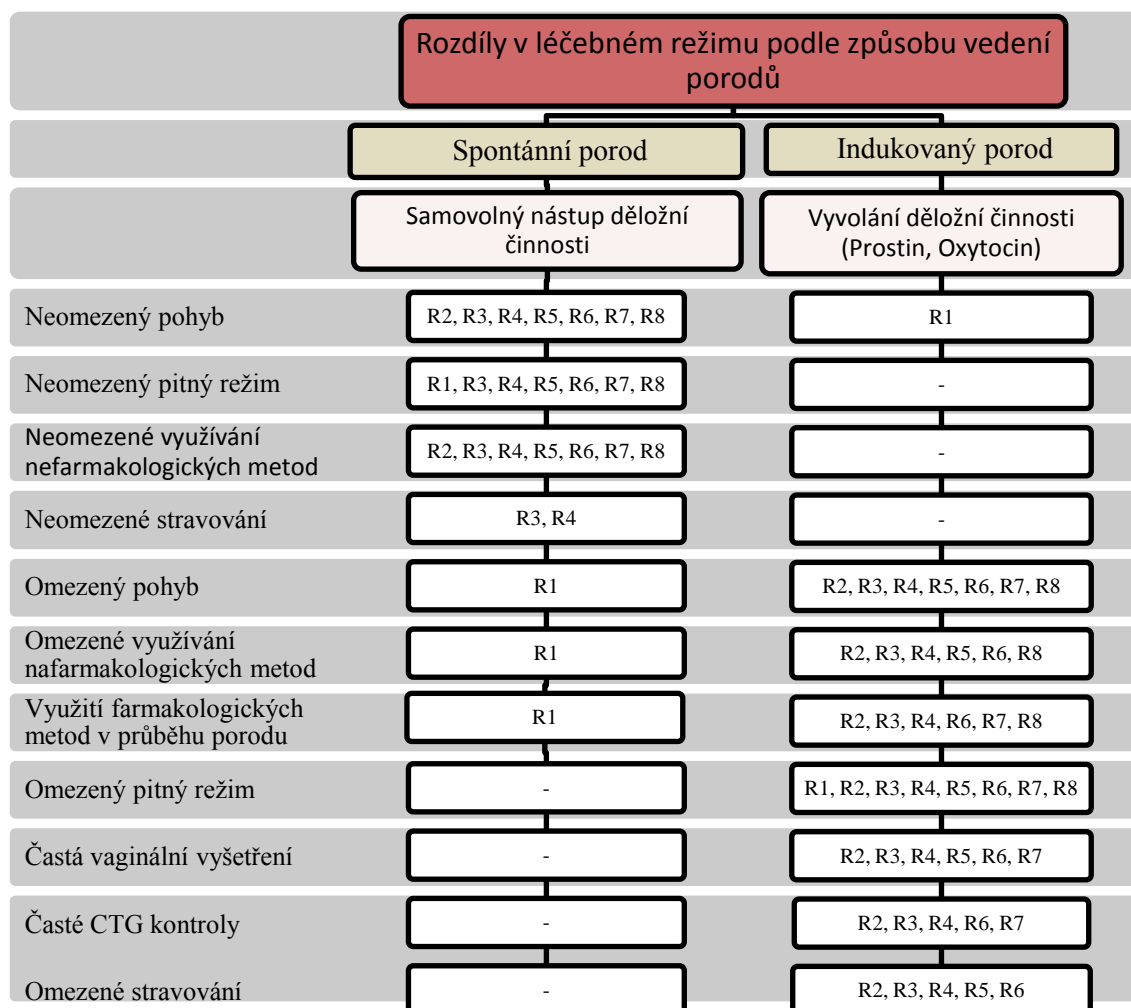 Rozdíly v léčebném režimu podle způsobu vedení
porodů
Spontánní porod
Indukovaný porod
Samovolný nástup děložní
činnosti
Vyvolání děložní činnosti
(Prostin, Oxytocin)
Neomezený pohyb
R2, R3, R4, R5, R6, R7, R8
R1
Neomezený pitný režim
R1, R3, R4, R5, R6, R7, R8
-
Neomezené využívání
nefarmakologických metod
R2, R3, R4, R5, R6, R7, R8
-
Neomezené stravování
R3, R4
-
Omezený pohyb
R1
R2, R3, R4, R5, R6, R7, R8
Omezené využívání
nafarmakologických metod
R1
R2, R3, R4, R5, R6, R8
Využití farmakologických
metod v průběhu porodu
R1
R2, R3, R4, R6, R7, R8
Omezený pitný režim
-
R1, R2, R3, R4, R5, R6, R7, R8
Častá vaginální vyšetření
-
R2, R3, R4, R5, R6, R7
Časté CTG kontroly
-
R2, R3, R4, R6, R7
Omezené stravování
-
R2, R3, R4, R5, R6